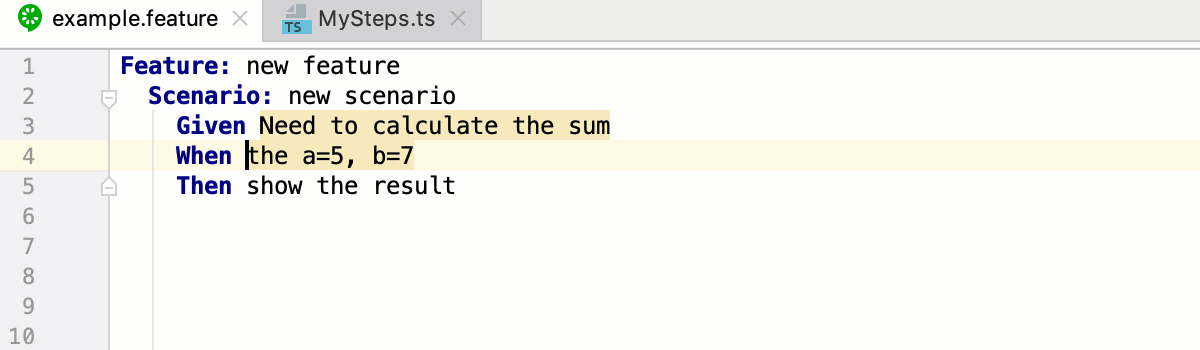 example.feature MySteps.ts
TS
1 Feature: new feature
2 Scenario: new scenario
3 Given Need to calculate the sum
4 When the a=5, b=7
5 Then show the result
6
7
8
9
10